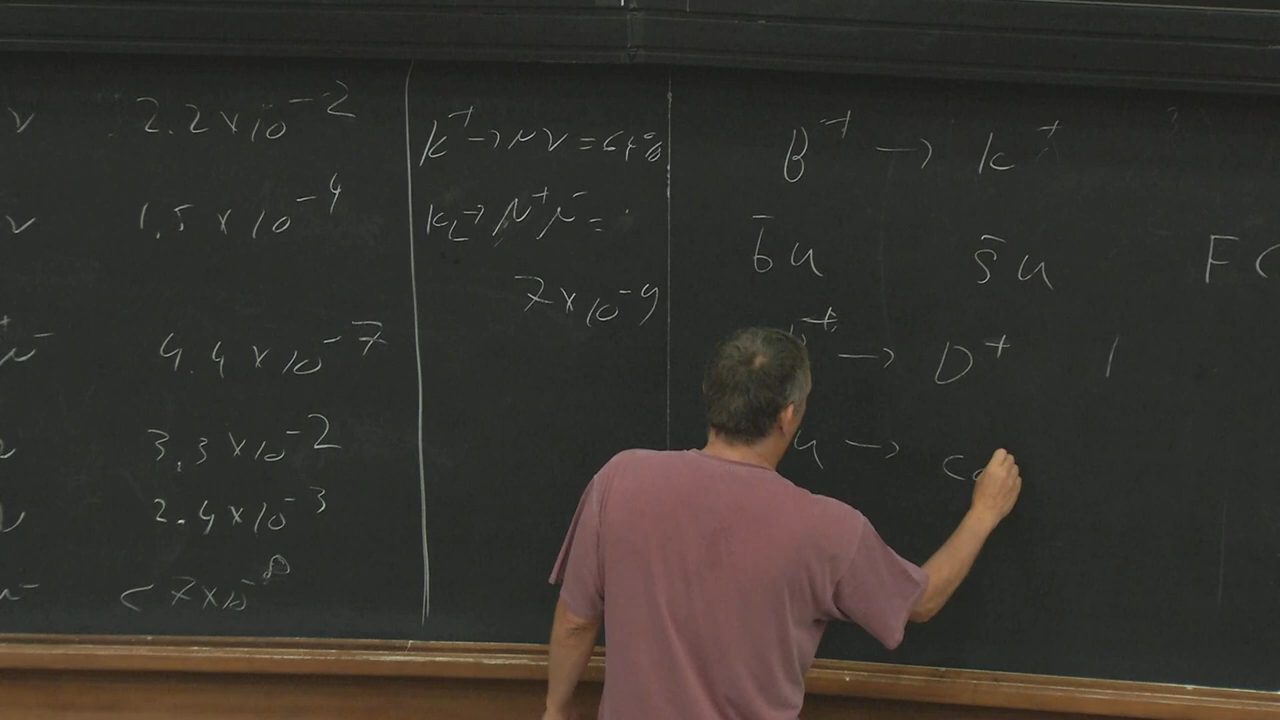 ν 2.2 × 10⁻²
ν 1.5 × 10⁻⁴
μ⁻ 4.4 × 10⁻⁷
3.3 × 10⁻²
ν 2.4 × 10⁻³
μ⁻ < 7 × 10⁻⁸
K⁺ → μν = 64%
K_L → μ⁺μ⁻ =
7 × 10⁻⁹
B⁺ → K⁺
b̄u s̄u FC
→ D⁺
u → c